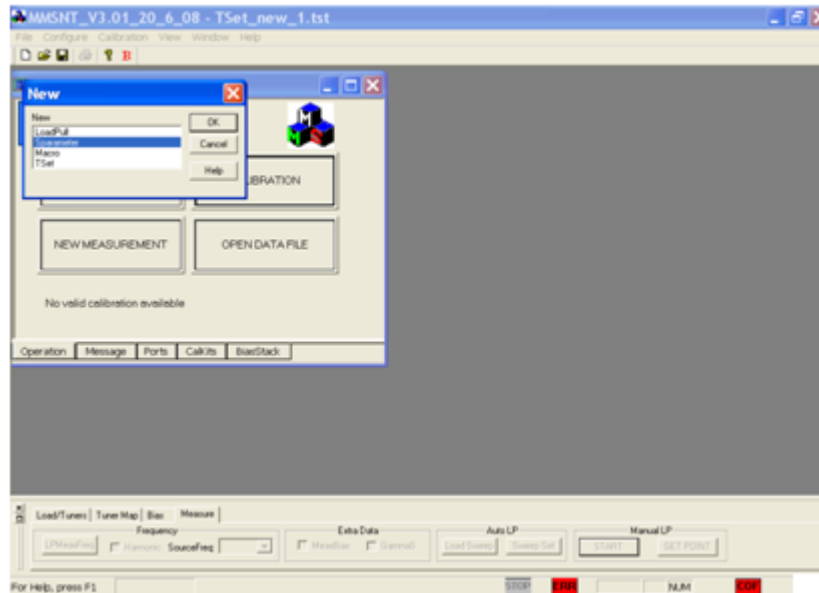 MMSNT_V3.01_20_6_08 - TSet_new_1.tst
File Configure Calibration View Window Help
B
New
New
LoadPull
Sparameter
Macro
TSet
OK
Cancel
Help
M
M S
IBRATION
NEW MEASUREMENT
OPEN DATA FILE
No valid calibration available
Operation Message Ports CalKits BiasStack
Load/Tuners Tuner Map Bias Measure
Frequency
LPMeasFreq Harmonic SourceFreq
Extra Data
MeasBias GammaS
Auto LP
Load Sweep Sweep Set
Manual LP
START GET POINT
For Help, press F1
STOP ERR NUM COF